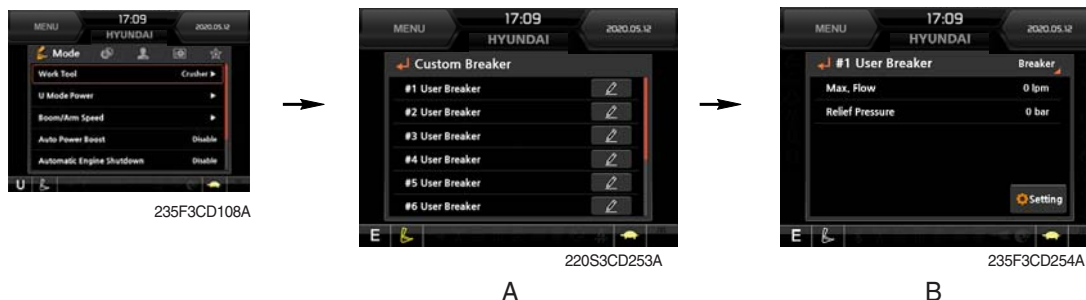 MENU 17:09 2020.05.12
HYUNDAI
Mode
Work Tool Crusher ▶
U Mode Power ▶
Boom/Arm Speed ▶
Auto Power Boost Disable
Automatic Engine Shutdown Disable
U
235F3CD108A
MENU 17:09 2020.05.12
HYUNDAI
Custom Breaker
#1 User Breaker
#2 User Breaker
#3 User Breaker
#4 User Breaker
#5 User Breaker
#6 User Breaker
E
220S3CD253A
A
MENU 17:09 2020.05.12
HYUNDAI
#1 User Breaker Breaker
Max, Flow 0 lpm
Relief Pressure 0 bar
Setting
E
235F3CD254A
B